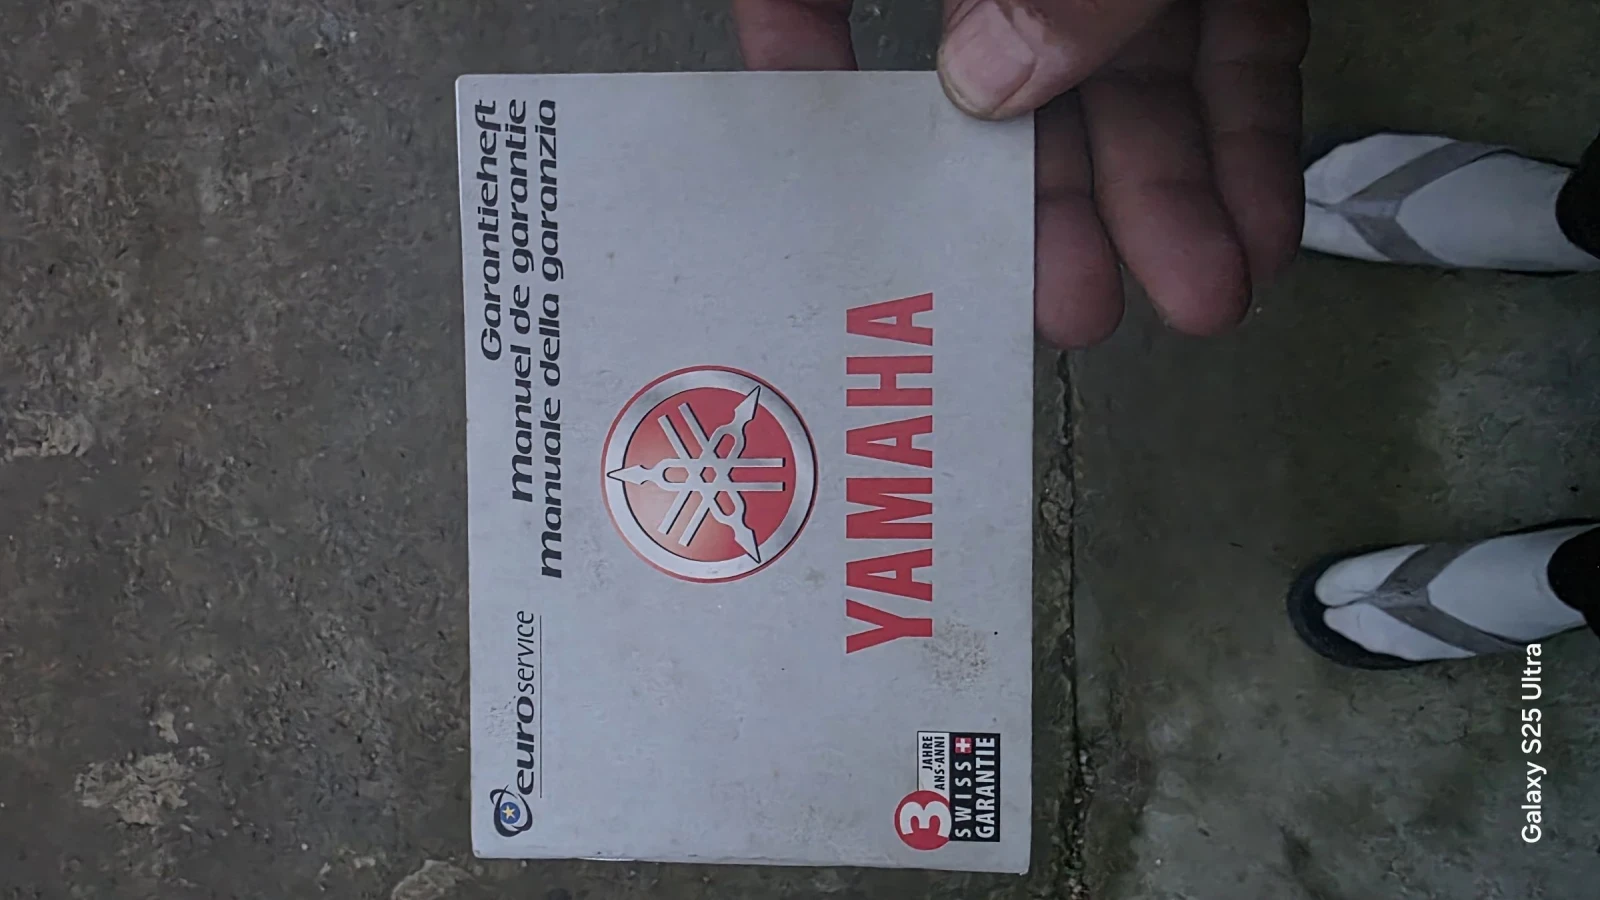 euroservice
Garantieheft
manuel de garantie
manuale della garanzia
YAMAHA
3 JAHRE
ANS·ANNI
SWISS
GARANTIE
Galaxy S25 Ultra